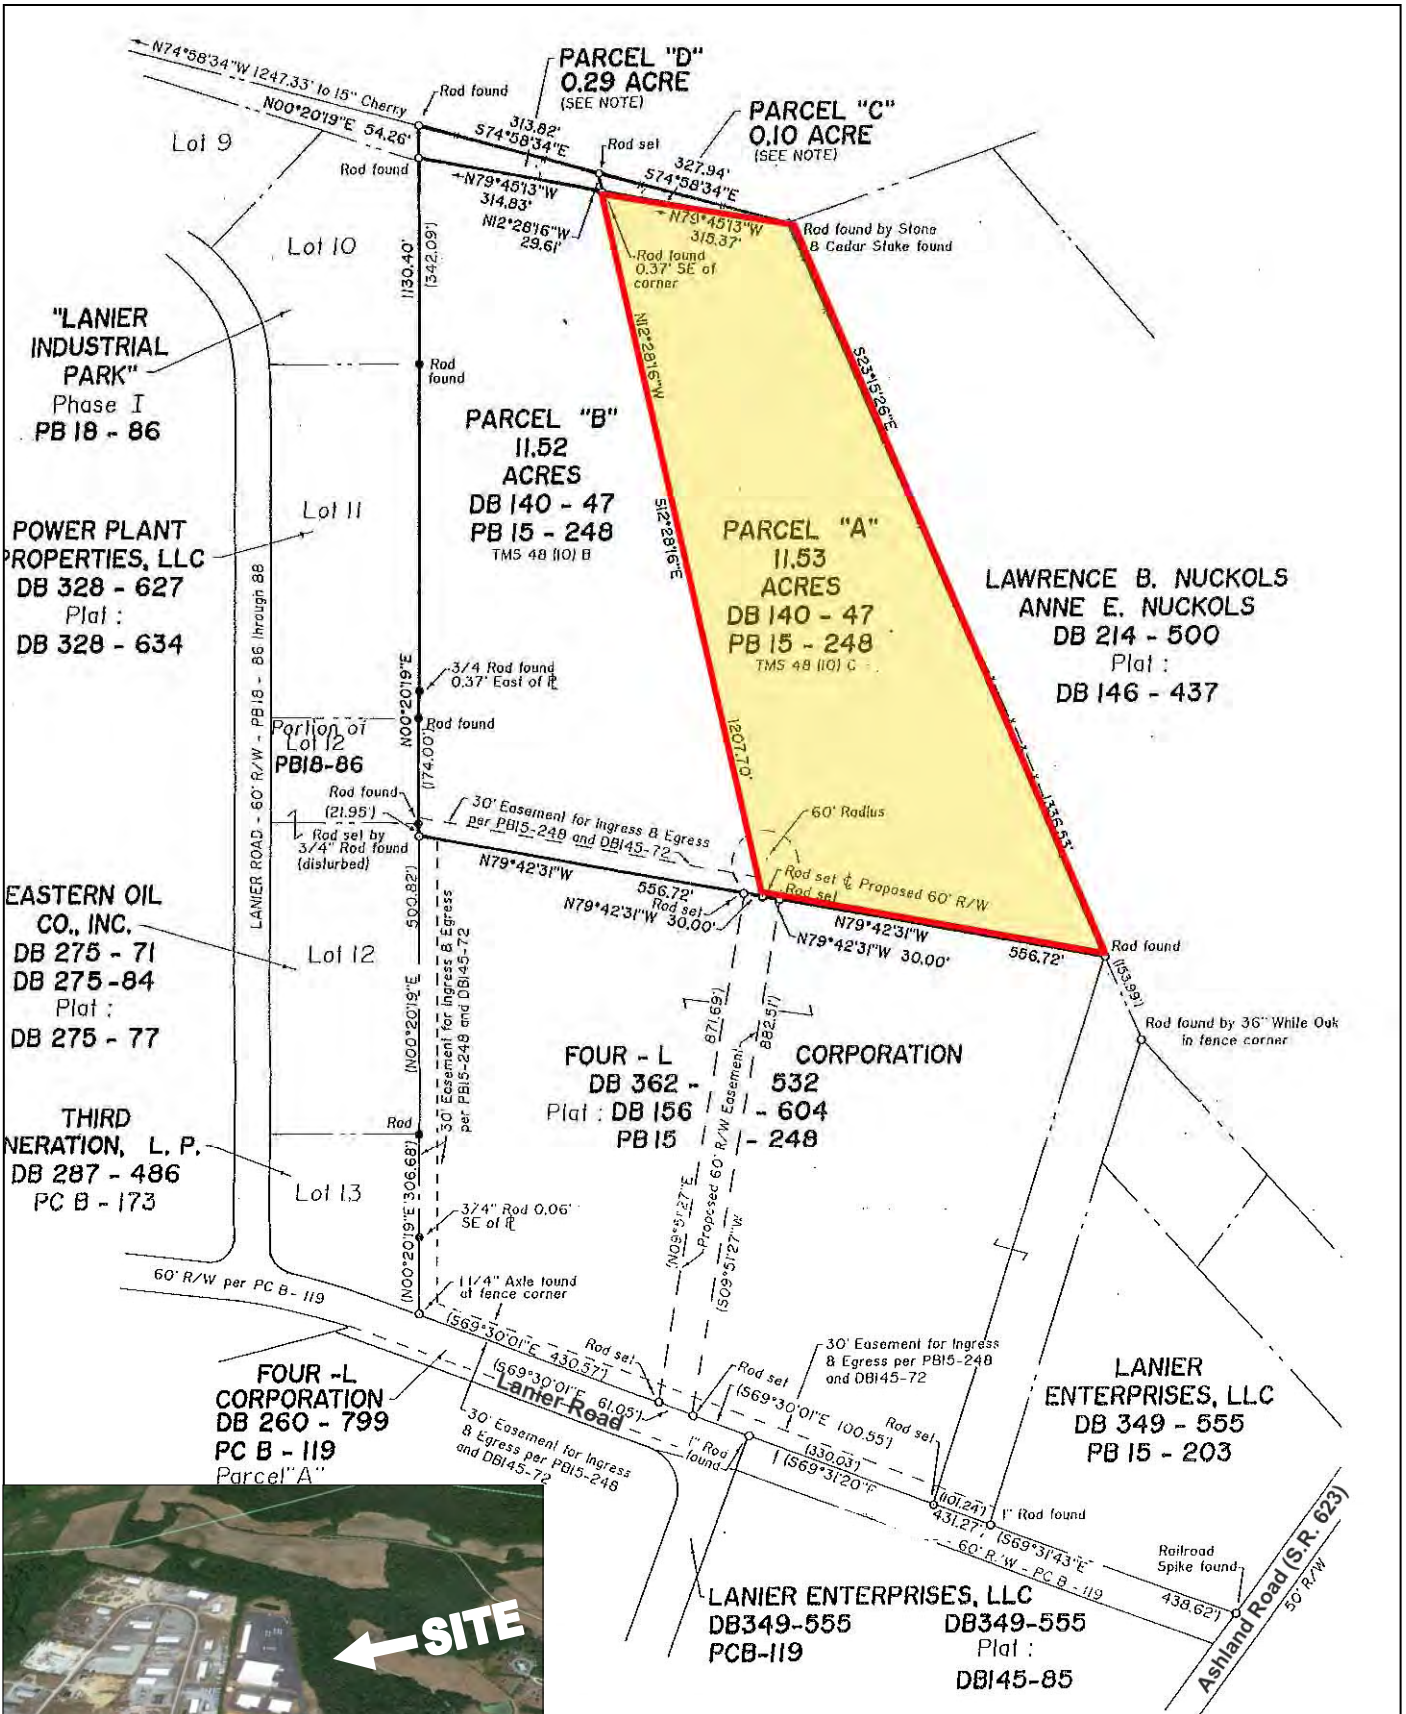 N74°58'34"W 1247.33' to 15" Cherry
N00°20'19"E 54.26'
Lot 9
Rod found
Rod found
PARCEL "D"
0.29 ACRE
(SEE NOTE)
313.82'
S74°58'34"E
Rod set
PARCEL "C"
0.10 ACRE
(SEE NOTE)
327.94'
S74°58'34"E
N79°45'13"W
314.83'
N12°28'16"W
29.61'
N79°45'13"W
315.37'
Rod found by Stone
& Cedar Stake found
Rod found
0.37' SE of
corner
Lot 10
1130.40'
(342.09')
"LANIER
INDUSTRIAL
PARK"
Phase I
PB 18 - 86
Rod
found
N12°28'16"W
S23°15'26"E
PARCEL "B"
11.52
ACRES
DB 140 - 47
PB 15 - 248
TMS 48 (10) B
Lot 11
POWER PLANT
PROPERTIES, LLC
DB 328 - 627
Plat :
DB 328 - 634
S12°28'16"E
PARCEL "A"
11.53
ACRES
DB 140 - 47
PB 15 - 248
TMS 48 (10) C
LAWRENCE B. NUCKOLS
ANNE E. NUCKOLS
DB 214 - 500
Plat :
DB 146 - 437
LANIER ROAD - 60' R/W - PB18 - 86 through 88
3/4 Rod found
0.37' East of ℄
N00°20'19"E
Rod found
(174.00')
Portion of
Lot 12
PB18-86
1207.70'
1336.53'
Rod found
(21.95')
Rod set by
3/4" Rod found
(disturbed)
30' Easement for Ingress & Egress
per PB15-248 and DB145-72
60' Radius
N79°42'31"W
556.72'
Rod set ℄ Proposed 60' R/W
Rod set
Rod set
N79°42'31"W 30.00'
N79°42'31"W
N79°42'31"W 30.00'
556.72'
Rod found
(153.99')
EASTERN OIL
CO., INC.
DB 275 - 71
DB 275 -84
Plat :
DB 275 - 77
Lot 12
500.82')
(N00°20'19"E
30' Easement for Ingress & Egress
per PB15-248 and DB145-72
871.69')
882.51')
Rod found by 36" White Oak
in fence corner
FOUR - L CORPORATION
DB 362 - 532
Plat : DB 156 - 604
PB 15 - 248
THIRD
NERATION, L. P.
DB 287 - 486
PC B - 173
Rod
Lot 13
(N00°20'19"E 306.68')
3/4" Rod 0.06'
SE of ℄
(N09°51'27"E
Proposed 60' R/W Easement
(S09°51'27"W
60' R/W per PC B - 119
1 1/4" Axle found
at fence corner
(S69°30'01"E 430.57')
Rod set
(S69°30'01"E 61.05')
Lanier Road
Rod set
(S69°30'01"E 100.55')
30' Easement for Ingress
& Egress per PB15-248
and DB145-72
FOUR -L
CORPORATION
DB 260 - 799
PC B - 119
Parcel "A"
30' Easement for Ingress
& Egress per PB15-248
and DB145-72
1" Rod
found
(330.03')
(S69°31'20"E
Rod set
(101.24')
431.27'
1" Rod found
(S69°31'43"E
60' R/W - PC B - 119
438.62')
LANIER
ENTERPRISES, LLC
DB 349 - 555
PB 15 - 203
Railroad
Spike found
Ashland Road (S.R. 623)
50' R/W
LANIER ENTERPRISES, LLC
DB349-555
PCB-119
DB349-555
Plat :
DB145-85
SITE